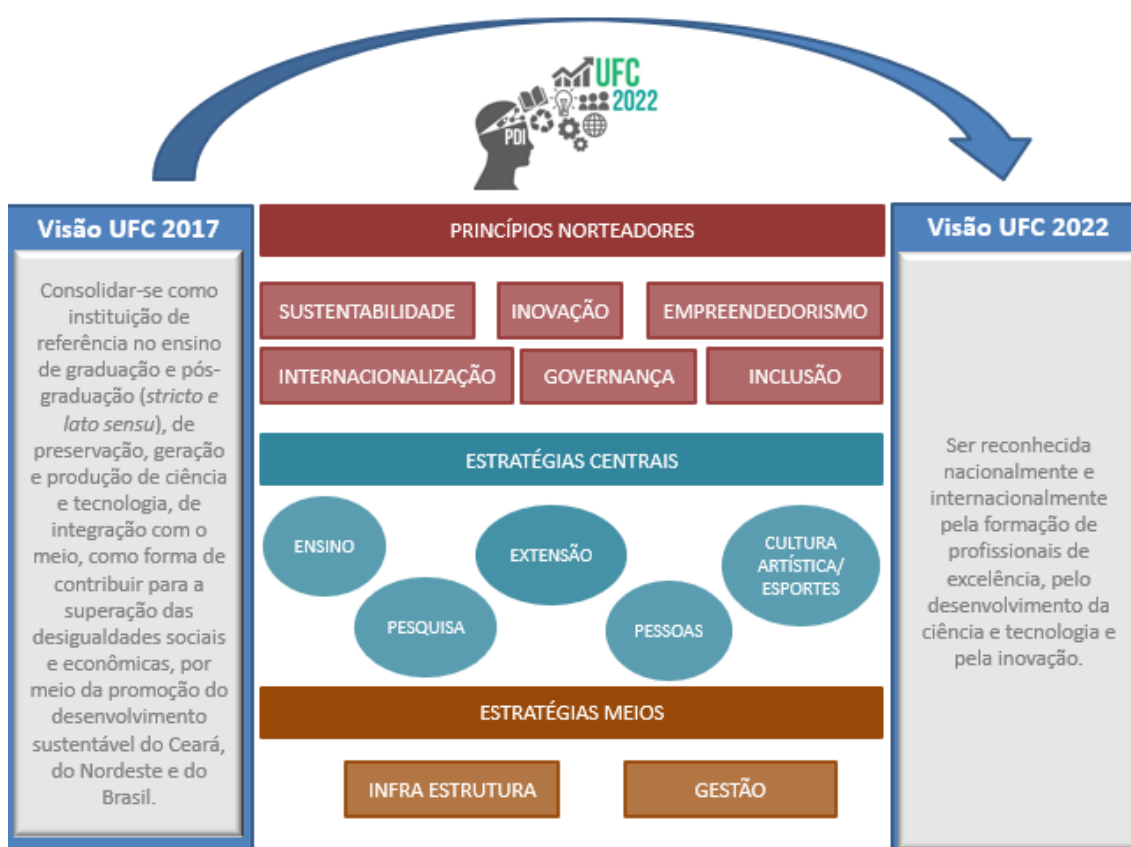 UFC
2022
PDI
Visão UFC 2017
Consolidar-se como
instituição de
referência no ensino
de graduação e pós-
graduação (stricto e
lato sensu), de
preservação, geração
e produção de ciência
e tecnologia, de
integração com o
meio, como forma de
contribuir para a
superação das
desigualdades sociais
e econômicas, por
meio da promoção do
desenvolvimento
sustentável do Ceará,
do Nordeste e do
Brasil.
PRINCÍPIOS NORTEADORES
SUSTENTABILIDADE
INOVAÇÃO
EMPREENDEDORISMO
INTERNACIONALIZAÇÃO
GOVERNANÇA
INCLUSÃO
ESTRATÉGIAS CENTRAIS
ENSINO
EXTENSÃO
CULTURA
ARTÍSTICA/
ESPORTES
PESQUISA
PESSOAS
ESTRATÉGIAS MEIOS
INFRA ESTRUTURA
GESTÃO
Visão UFC 2022
Ser reconhecida
nacionalmente e
internacionalmente
pela formação de
profissionais de
excelência, pelo
desenvolvimento da
ciência e tecnologia e
pela inovação.